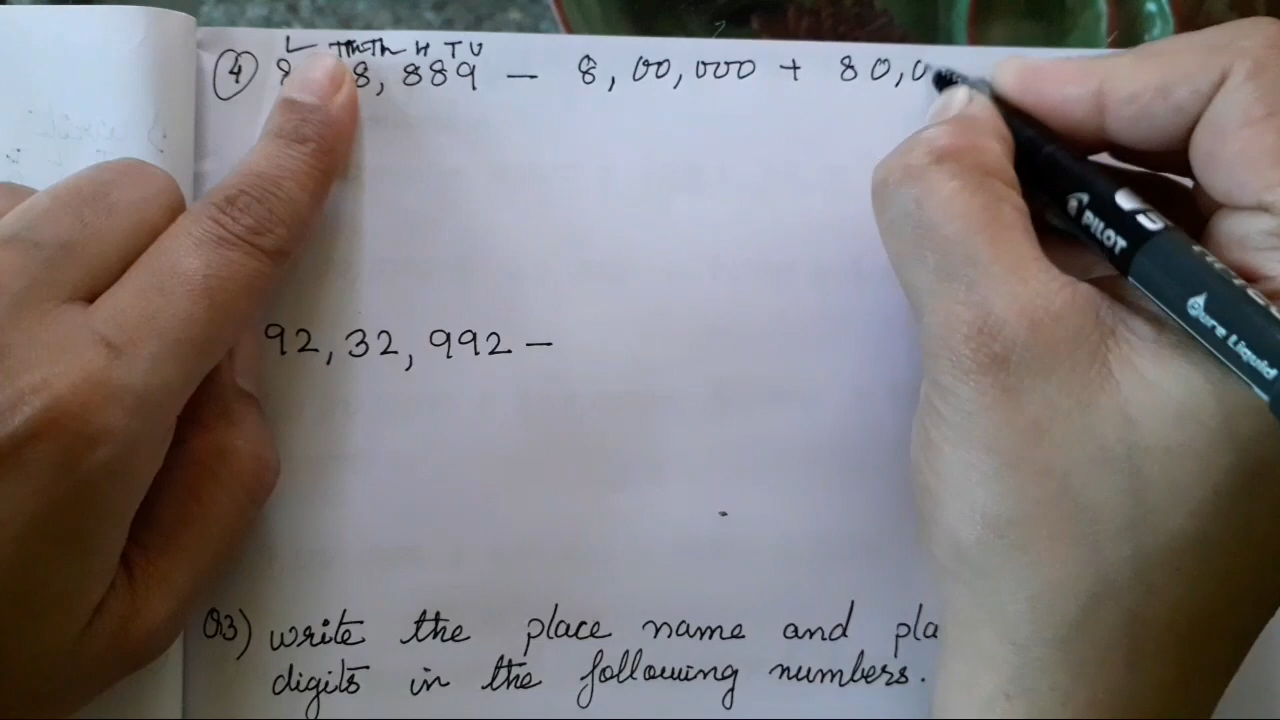 L TTh Th H T U
4 8 8, 889 — 8,00,000 + 80,0
92,32,992 —
Q3) write the place name and pla
digits in the following numbers.
PILOT
Pure Liquid